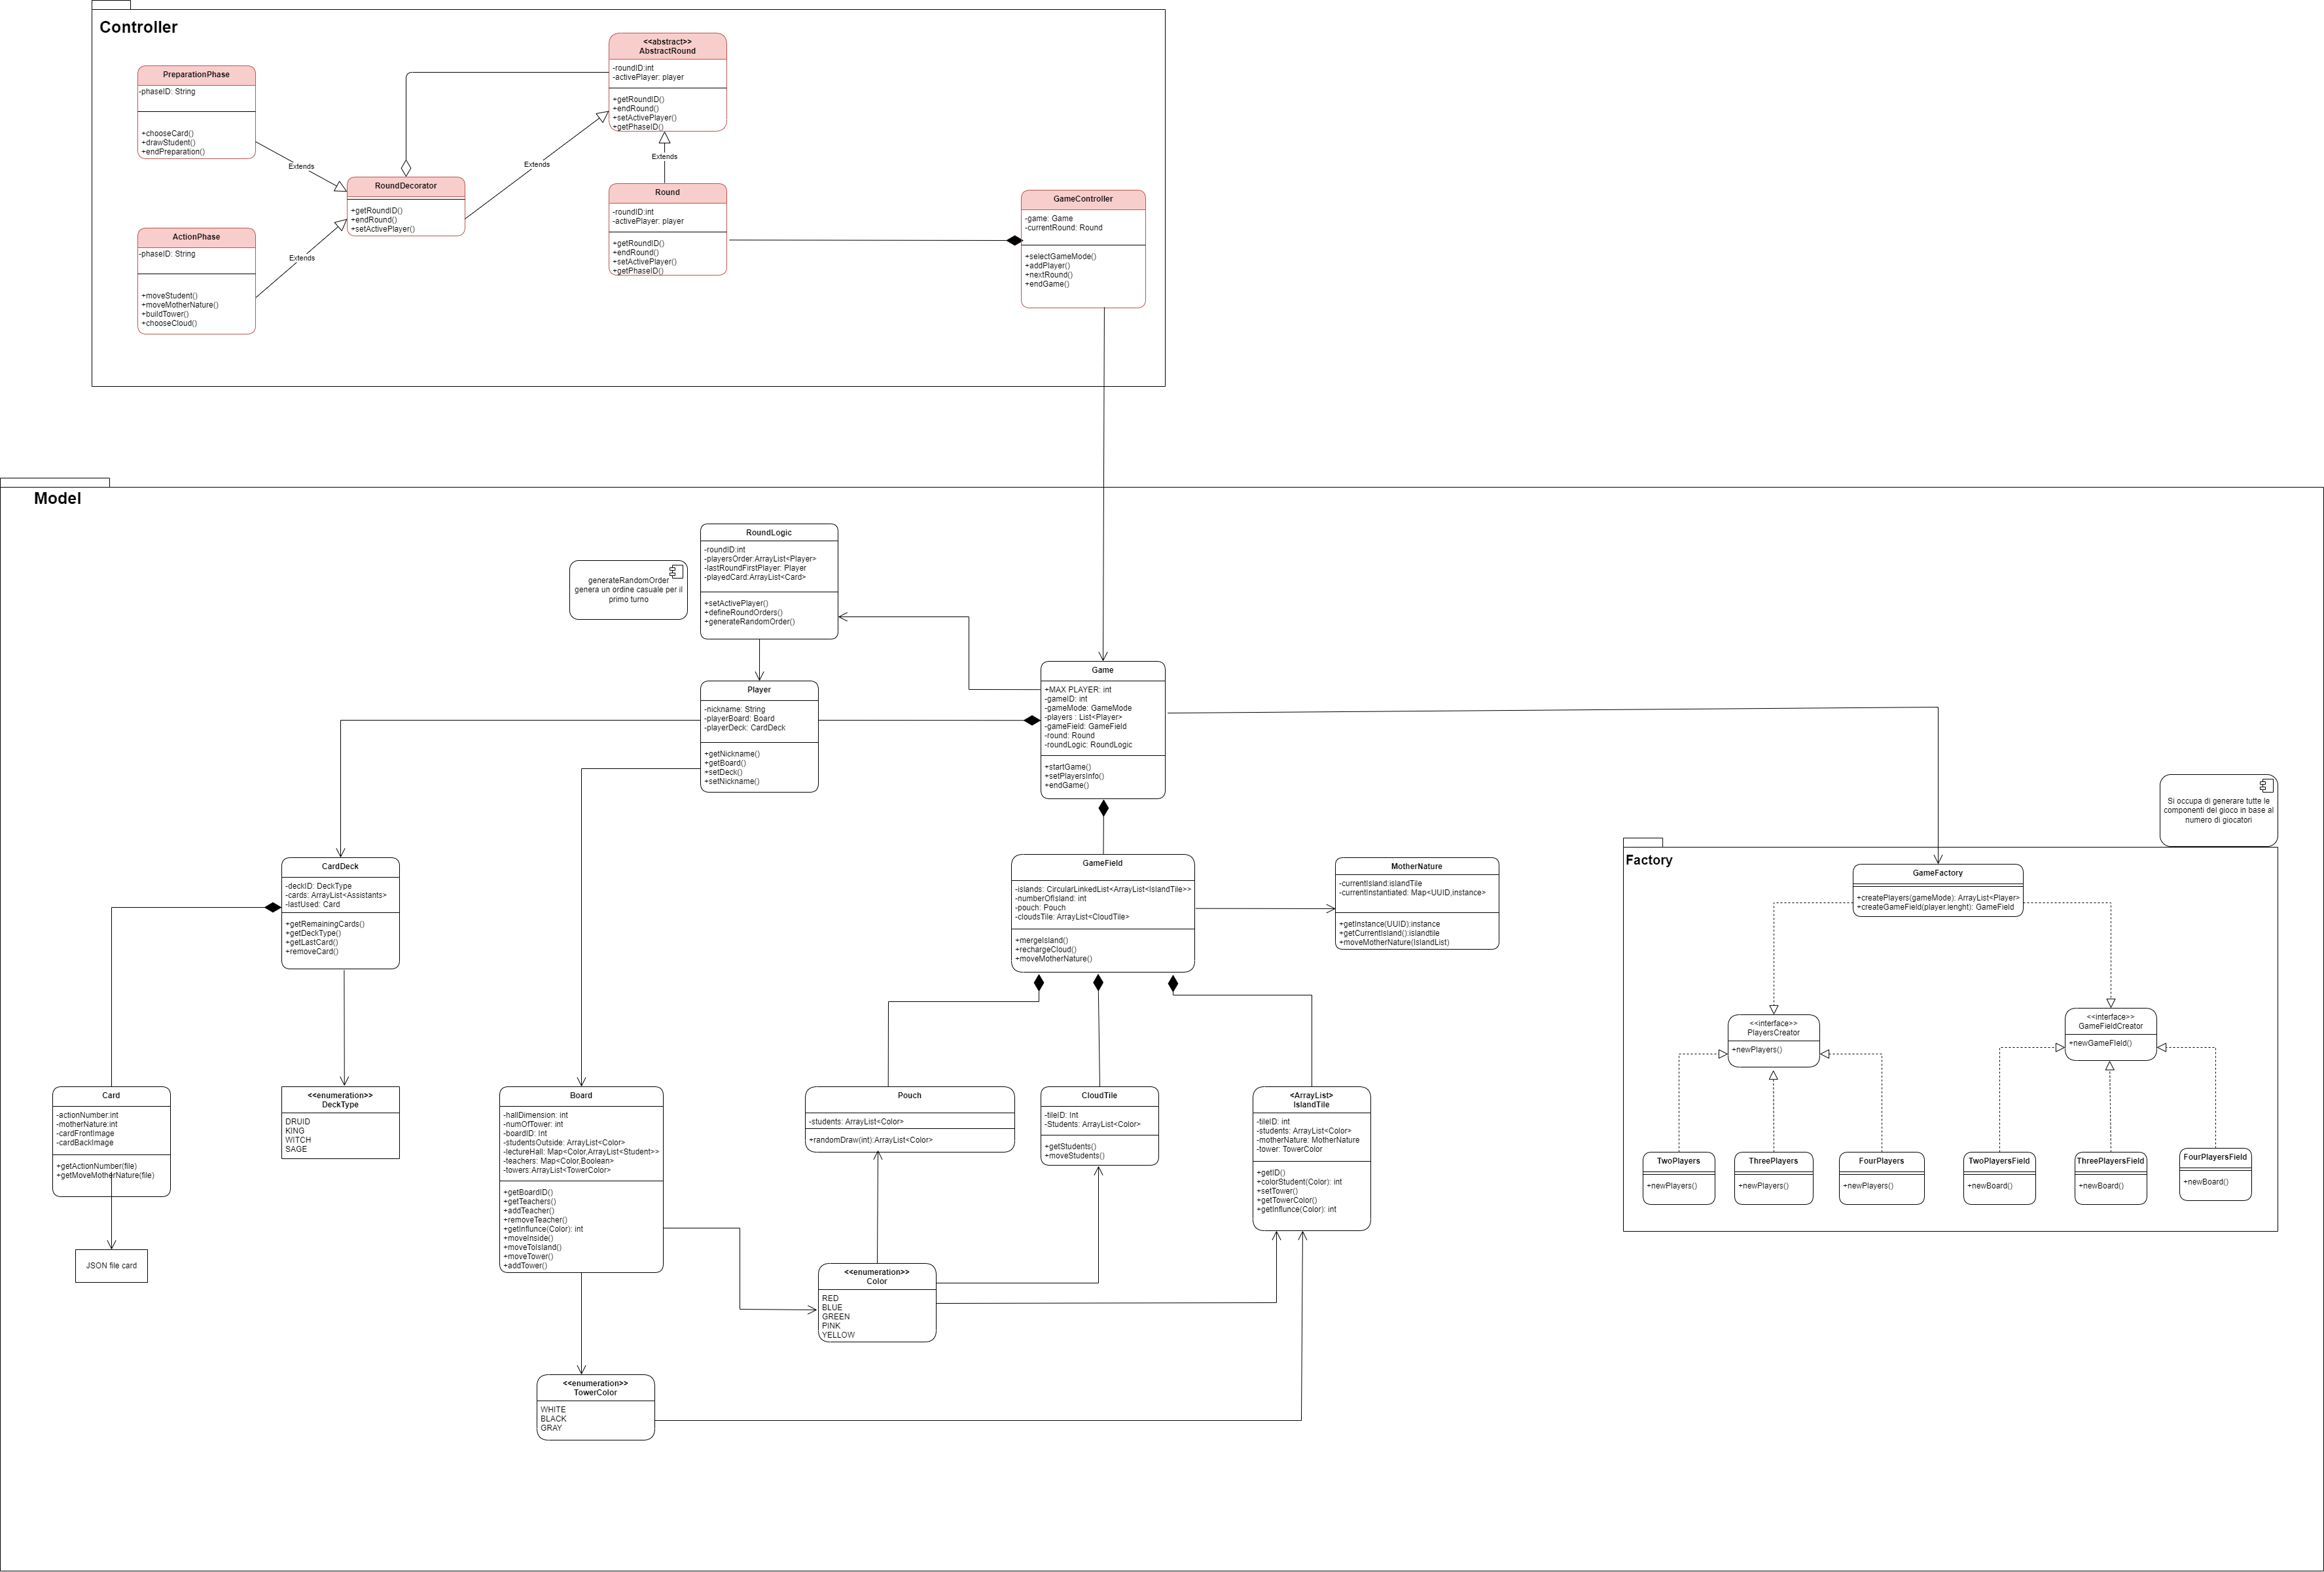 Controller
<<abstract>>
AbstractRound
-roundID:int
-activePlayer: player
+getRoundID()
+endRound()
+setActivePlayer()
+getPhaseID()
PreparationPhase
-phaseID: String
+chooseCard()
+drawStudent()
+endPreparation()
Extends
Extends
Extends
RoundDecorator
+getRoundID()
+endRound()
+setActivePlayer()
Round
-roundID:int
-activePlayer: player
+getRoundID()
+endRound()
+setActivePlayer()
+getPhaseID()
GameController
-game: Game
-currentRound: Round
+selectGameMode()
+addPlayer()
+nextRound()
+endGame()
ActionPhase
-phaseID: String
+moveStudent()
+moveMotherNature()
+buildTower()
+chooseCloud()
Extends
Model
RoundLogic
-roundID:int
-playersOrder:ArrayList<Player>
-lastRoundFirstPlayer: Player
-playedCard:ArrayList<Card>
+setActivePlayer()
+defineRoundOrders()
+generateRandomOrder()
generateRandomOrder
genera un ordine casuale per il
primo turno
Game
+MAX PLAYER: int
-gameID: int
-gameMode: GameMode
-players : List<Player>
-gameField: GameField
-round: Round
-roundLogic: RoundLogic
+startGame()
+setPlayersInfo()
+endGame()
Player
-nickname: String
-playerBoard: Board
-playerDeck: CardDeck
+getNickname()
+getBoard()
+setDeck()
+setNickname()
Si occupa di generare tutte le
componenti del gioco in base al
numero di giocatori
CardDeck
-deckID: DeckType
-cards: ArrayList<Assistants>
-lastUsed: Card
+getRemainingCards()
+getDeckType()
+getLastCard()
+removeCard()
GameField
-islands: CircularLinkedList<ArrayList<IslandTile>>
-numberOfIsland: int
-pouch: Pouch
-cloudsTile: ArrayList<CloudTile>
+mergeIsland()
+rechargeCloud()
+moveMotherNature()
MotherNature
-currentIsland:islandTile
-currentInstantiated: Map<UUID,instance>
+getInstance(UUID):instance
+getCurrentIsland():islandtile
+moveMotherNature(IslandList)
Factory
GameFactory
+createPlayers(gameMode): ArrayList<Player>
+createGameField(player.lenght): GameField
<<interface>>
PlayersCreator
+newPlayers()
<<interface>>
GameFieldCreator
+newGameField()
TwoPlayers
+newPlayers()
ThreePlayers
+newPlayers()
FourPlayers
+newPlayers()
TwoPlayersField
+newBoard()
ThreePlayersField
+newBoard()
FourPlayersField
+newBoard()
Card
-actionNumber:int
-motherNature:int
-cardFrontImage
-cardBackImage
+getActionNumber(file)
+getMoveMotherNature(file)
JSON file card
<<enumeration>>
DeckType
DRUID
KING
WITCH
SAGE
Board
-hallDimension: int
-numOfTower: int
-boardID: Int
-studentsOutside: ArrayList<Color>
-lectureHall: Map<Color,ArrayList<Student>>
-teachers: Map<Color,Boolean>
-towers:ArrayList<TowerColor>
+getBoardID()
+getTeachers()
+addTeacher()
+removeTeacher()
+getInflunce(Color): int
+moveInside()
+moveToIsland()
+moveTower()
+addTower()
Pouch
-students: ArrayList<Color>
+randomDraw(int):ArrayList<Color>
CloudTile
-tileID: Int
-Students: ArrayList<Color>
+getStudents()
+moveStudents()
<ArrayList>
IslandTile
-tileID: int
-students: ArrayList<Color>
-motherNature: MotherNature
-tower: TowerColor
+getID()
+colorStudent(Color): int
+setTower()
+getTowerColor()
+getInfluence(Color): int
<<enumeration>>
Color
RED
BLUE
GREEN
PINK
YELLOW
<<enumeration>>
TowerColor
WHITE
BLACK
GRAY